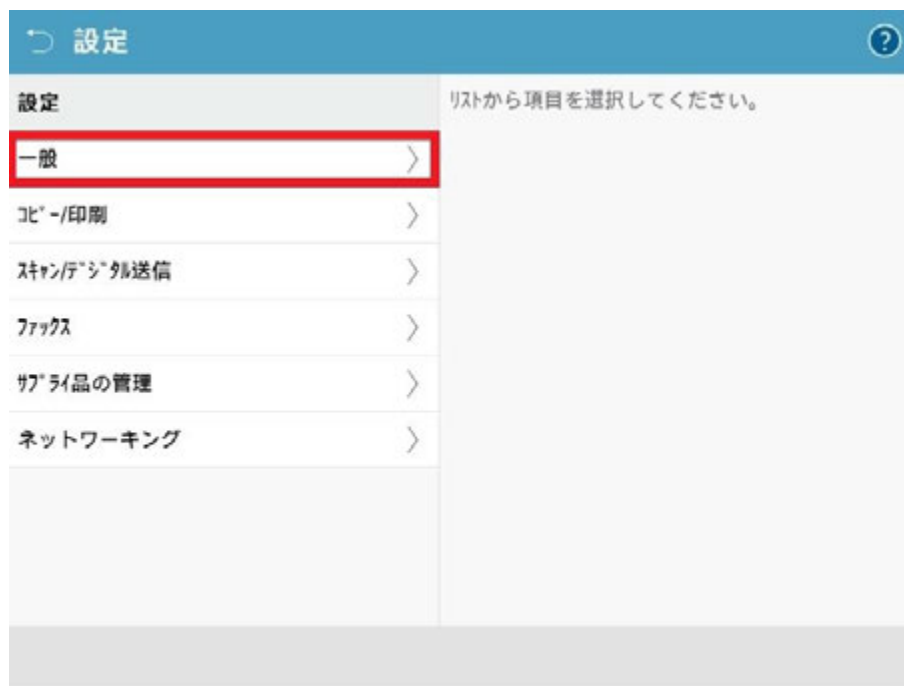 設定
?
設定
リストから項目を選択してください。
一般
ｺﾋﾟｰ/印刷
ｽｷｬﾝ/ﾃﾞｼﾞﾀﾙ送信
ﾌｧｯｸｽ
ｻﾌﾟﾗｲ品の管理
ネットワーキング